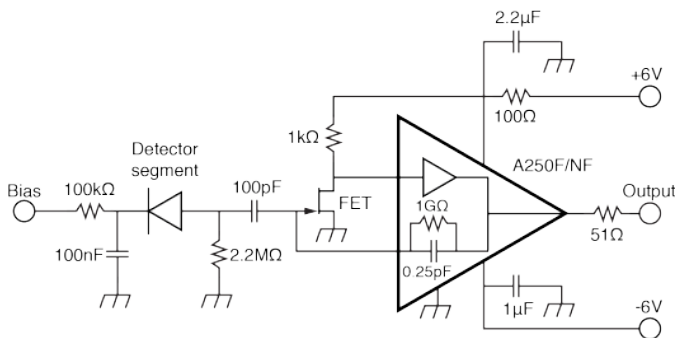 2.2µF
+6V
100Ω
1kΩ
Detector
segment
A250F/NF
Bias
100kΩ
100pF
FET
Output
1GΩ
51Ω
100nF
2.2MΩ
0.25pF
1µF
-6V